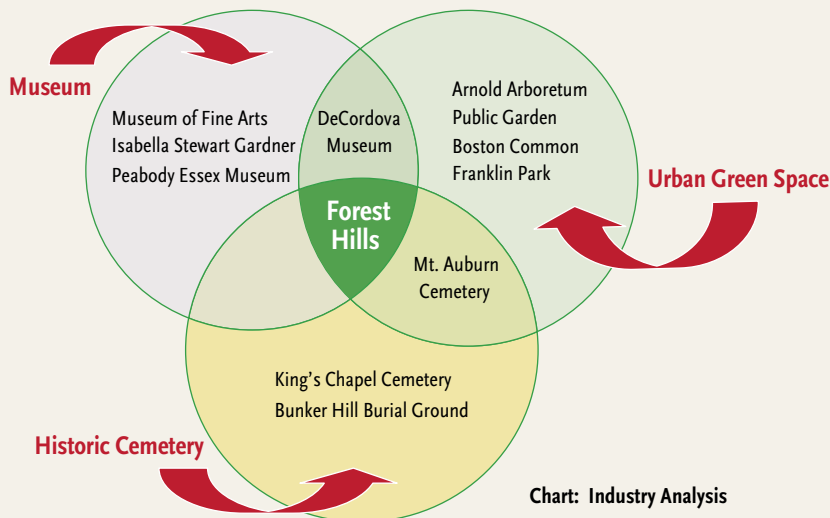 Museum
Museum of Fine Arts
Isabella Stewart Gardner
Peabody Essex Museum
DeCordova
Museum
Arnold Arboretum
Public Garden
Boston Common
Franklin Park
Urban Green Space
Forest
Hills
Mt. Auburn
Cemetery
King's Chapel Cemetery
Bunker Hill Burial Ground
Historic Cemetery
Chart: Industry Analysis